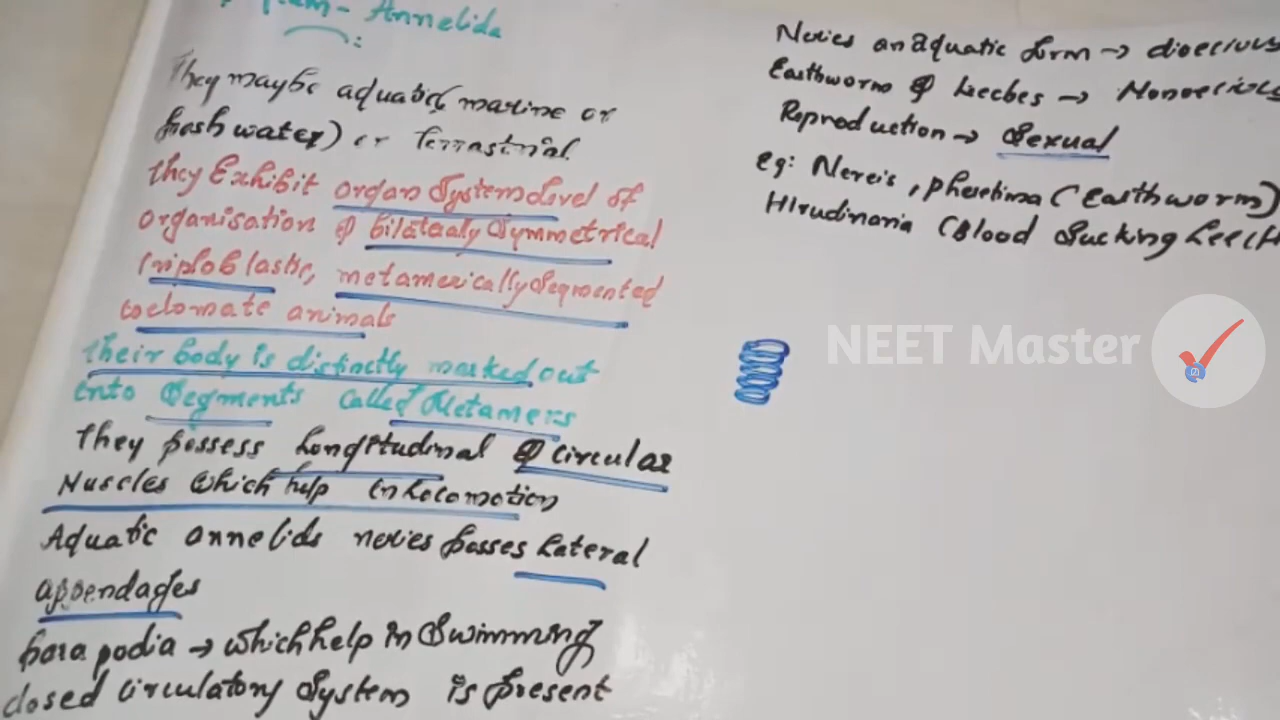 Annelida
They maybe aquatic, marine or
fresh water) or Terrastrial
they Exhibit organ System Level of
organisation & bilateraly Symmetrical
triploblastic, metamerically Segmented
coelomate animals
their body is distinctly marked out
into Segments called Metamers
They possess Longitudinal & circular
Muscles which help in Locomotion
Aquatic annelids neries posses Lateral
appendages
para podia → which help in Swimming
closed circulatory System is present
Neries an aquatic form → dioecious
Earthworm & Leeches → Monoecious
Reproduction → Sexual
Eg: Nereis, pheretima (Earthworm)
HIrudinaria (Blood Sucking LEECH
NEET Master